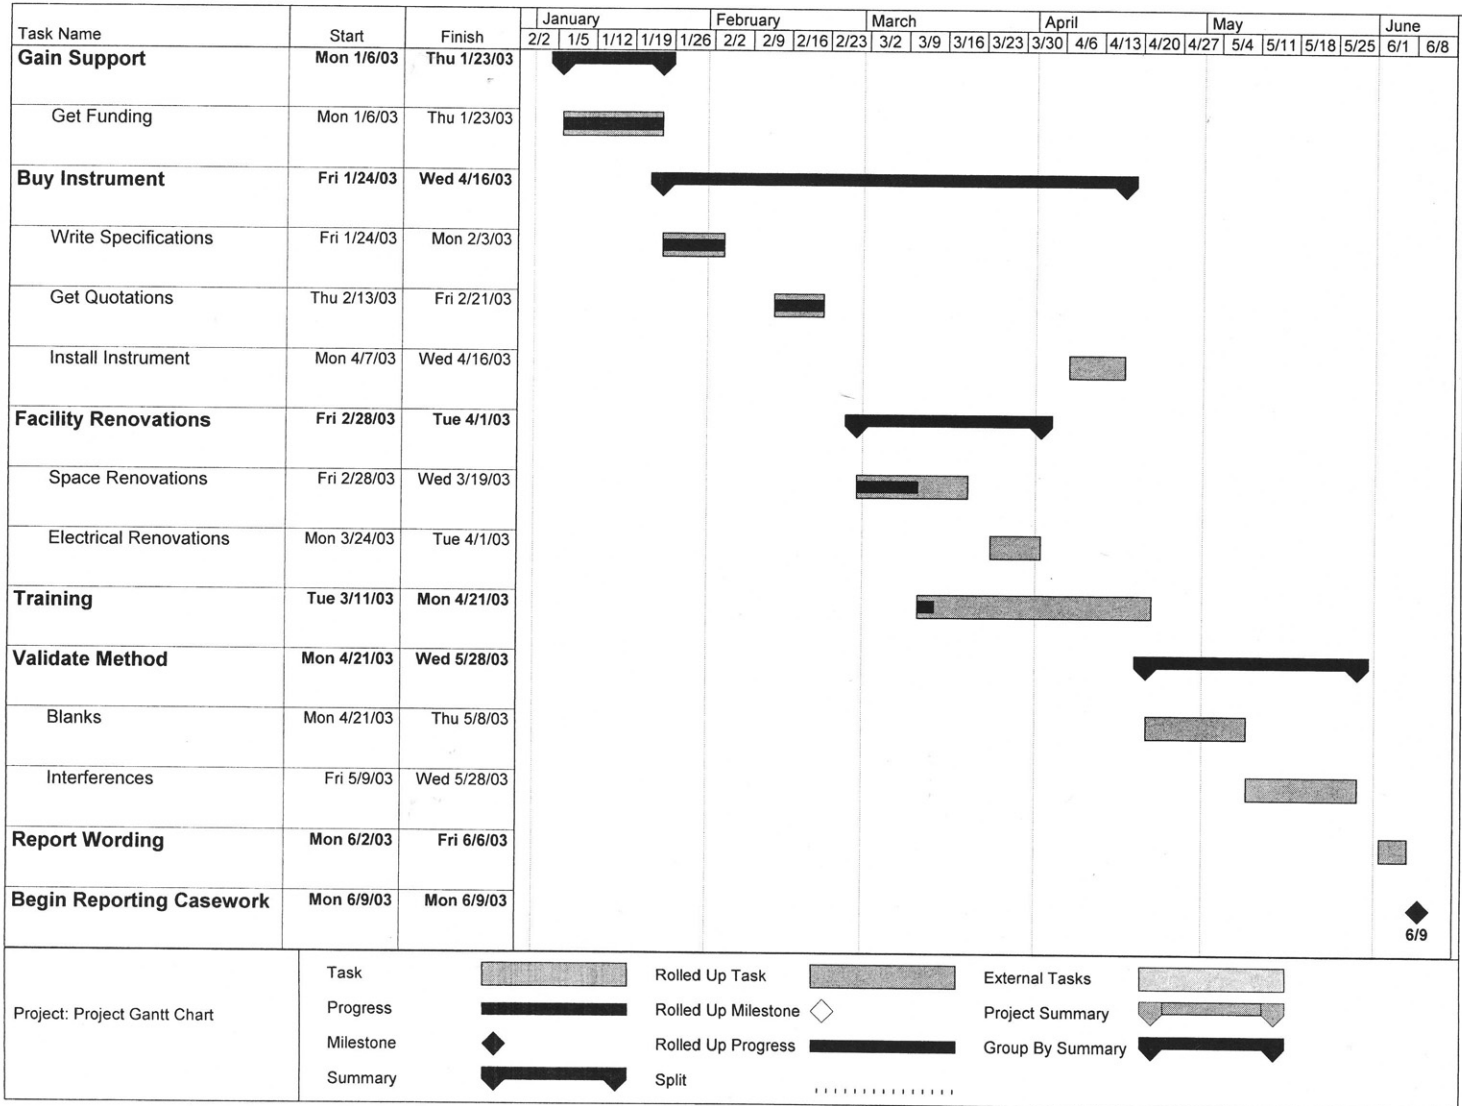 January February March April May June
Task Name Start Finish 2/2 1/5 1/12 1/19 1/26 2/2 2/9 2/16 2/23 3/2 3/9 3/16 3/23 3/30 4/6 4/13 4/20 4/27 5/4 5/11 5/18 5/25 6/1 6/8
Gain Support Mon 1/6/03 Thu 1/23/03
Get Funding Mon 1/6/03 Thu 1/23/03
Buy Instrument Fri 1/24/03 Wed 4/16/03
Write Specifications Fri 1/24/03 Mon 2/3/03
Get Quotations Thu 2/13/03 Fri 2/21/03
Install Instrument Mon 4/7/03 Wed 4/16/03
Facility Renovations Fri 2/28/03 Tue 4/1/03
Space Renovations Fri 2/28/03 Wed 3/19/03
Electrical Renovations Mon 3/24/03 Tue 4/1/03
Training Tue 3/11/03 Mon 4/21/03
Validate Method Mon 4/21/03 Wed 5/28/03
Blanks Mon 4/21/03 Thu 5/8/03
Interferences Fri 5/9/03 Wed 5/28/03
Report Wording Mon 6/2/03 Fri 6/6/03
Begin Reporting Casework Mon 6/9/03 Mon 6/9/03
6/9
Project: Project Gantt Chart
Task Rolled Up Task External Tasks
Progress Rolled Up Milestone Project Summary
Milestone Rolled Up Progress Group By Summary
Summary Split